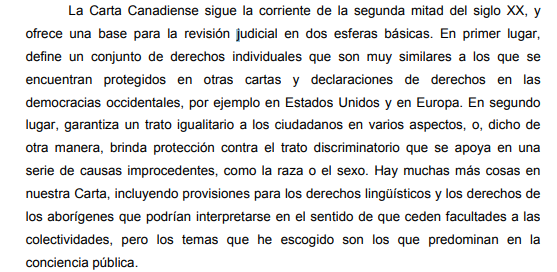 La Carta Canadiense sigue la corriente de la segunda mitad del siglo XX, y
ofrece una base para la revisión judicial en dos esferas básicas. En primer lugar,
define un conjunto de derechos individuales que son muy similares a los que se
encuentran protegidos en otras cartas y declaraciones de derechos en las
democracias occidentales, por ejemplo en Estados Unidos y en Europa. En segundo
lugar, garantiza un trato igualitario a los ciudadanos en varios aspectos, o, dicho de
otra manera, brinda protección contra el trato discriminatorio que se apoya en una
serie de causas improcedentes, como la raza o el sexo. Hay muchas más cosas en
nuestra Carta, incluyendo provisiones para los derechos lingüísticos y los derechos de
los aborígenes que podrían interpretarse en el sentido de que ceden facultades a las
colectividades, pero los temas que he escogido son los que predominan en la
conciencia pública.